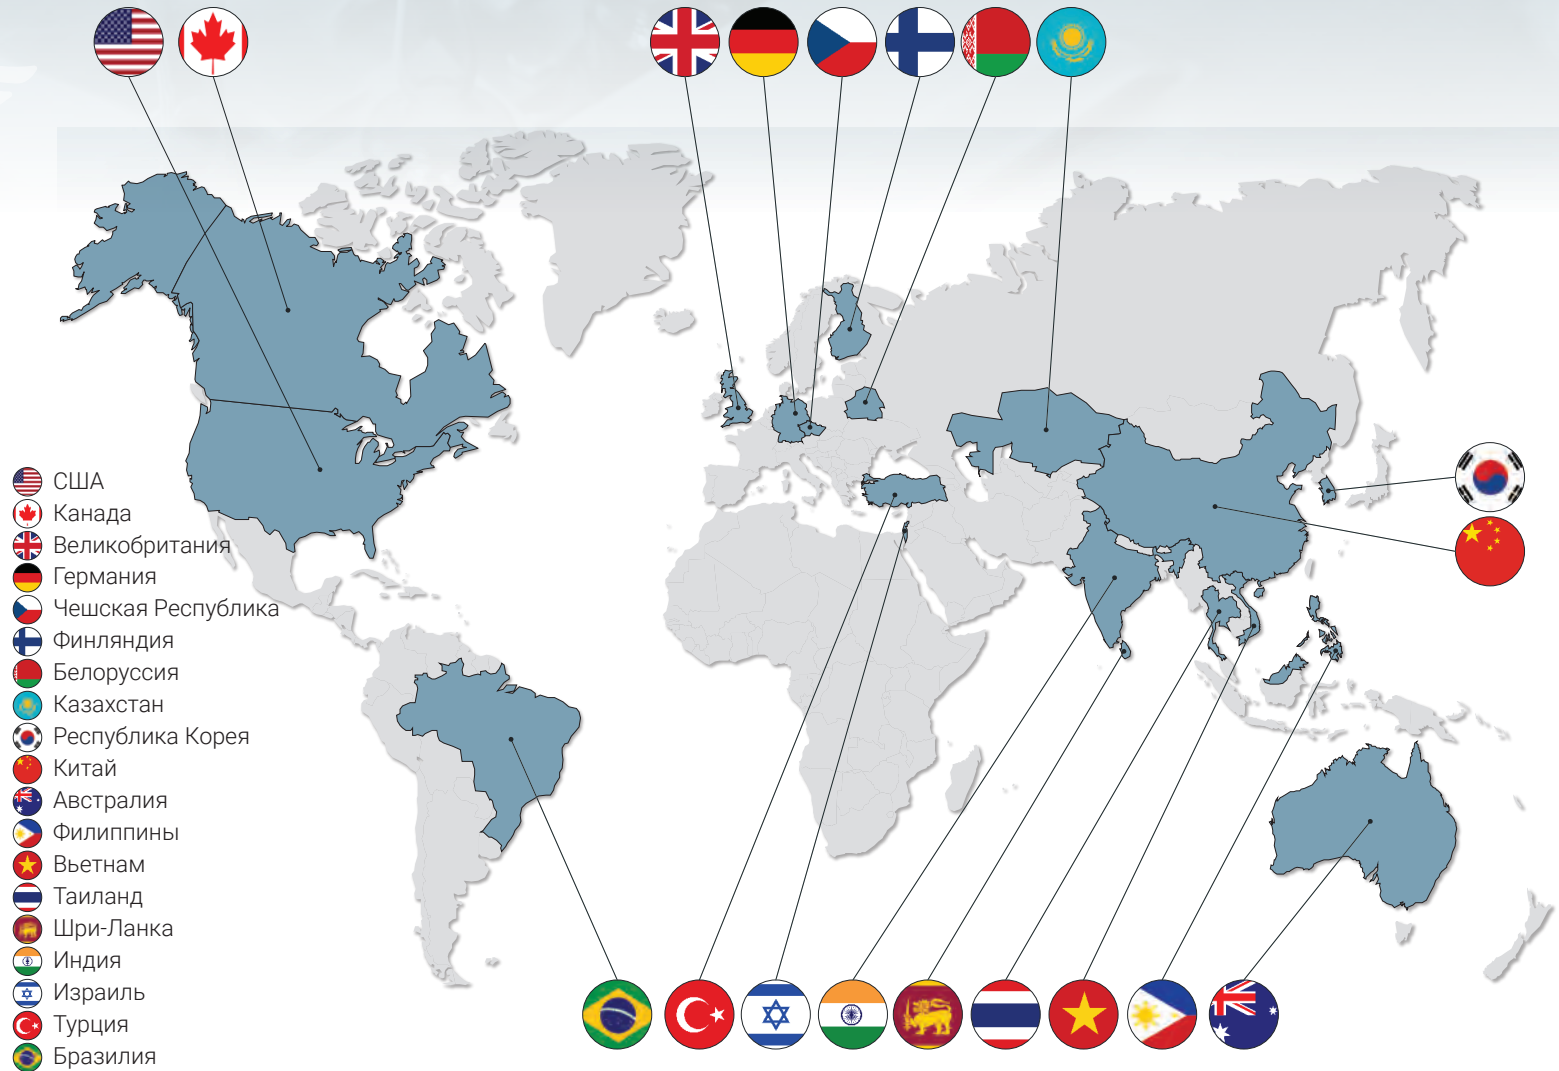 США
Канада
Великобритания
Германия
Чешская Республика
Финляндия
Белоруссия
Казахстан
Республика Корея
Китай
Австралия
Филиппины
Вьетнам
Таиланд
Шри-Ланка
Индия
Израиль
Турция
Бразилия